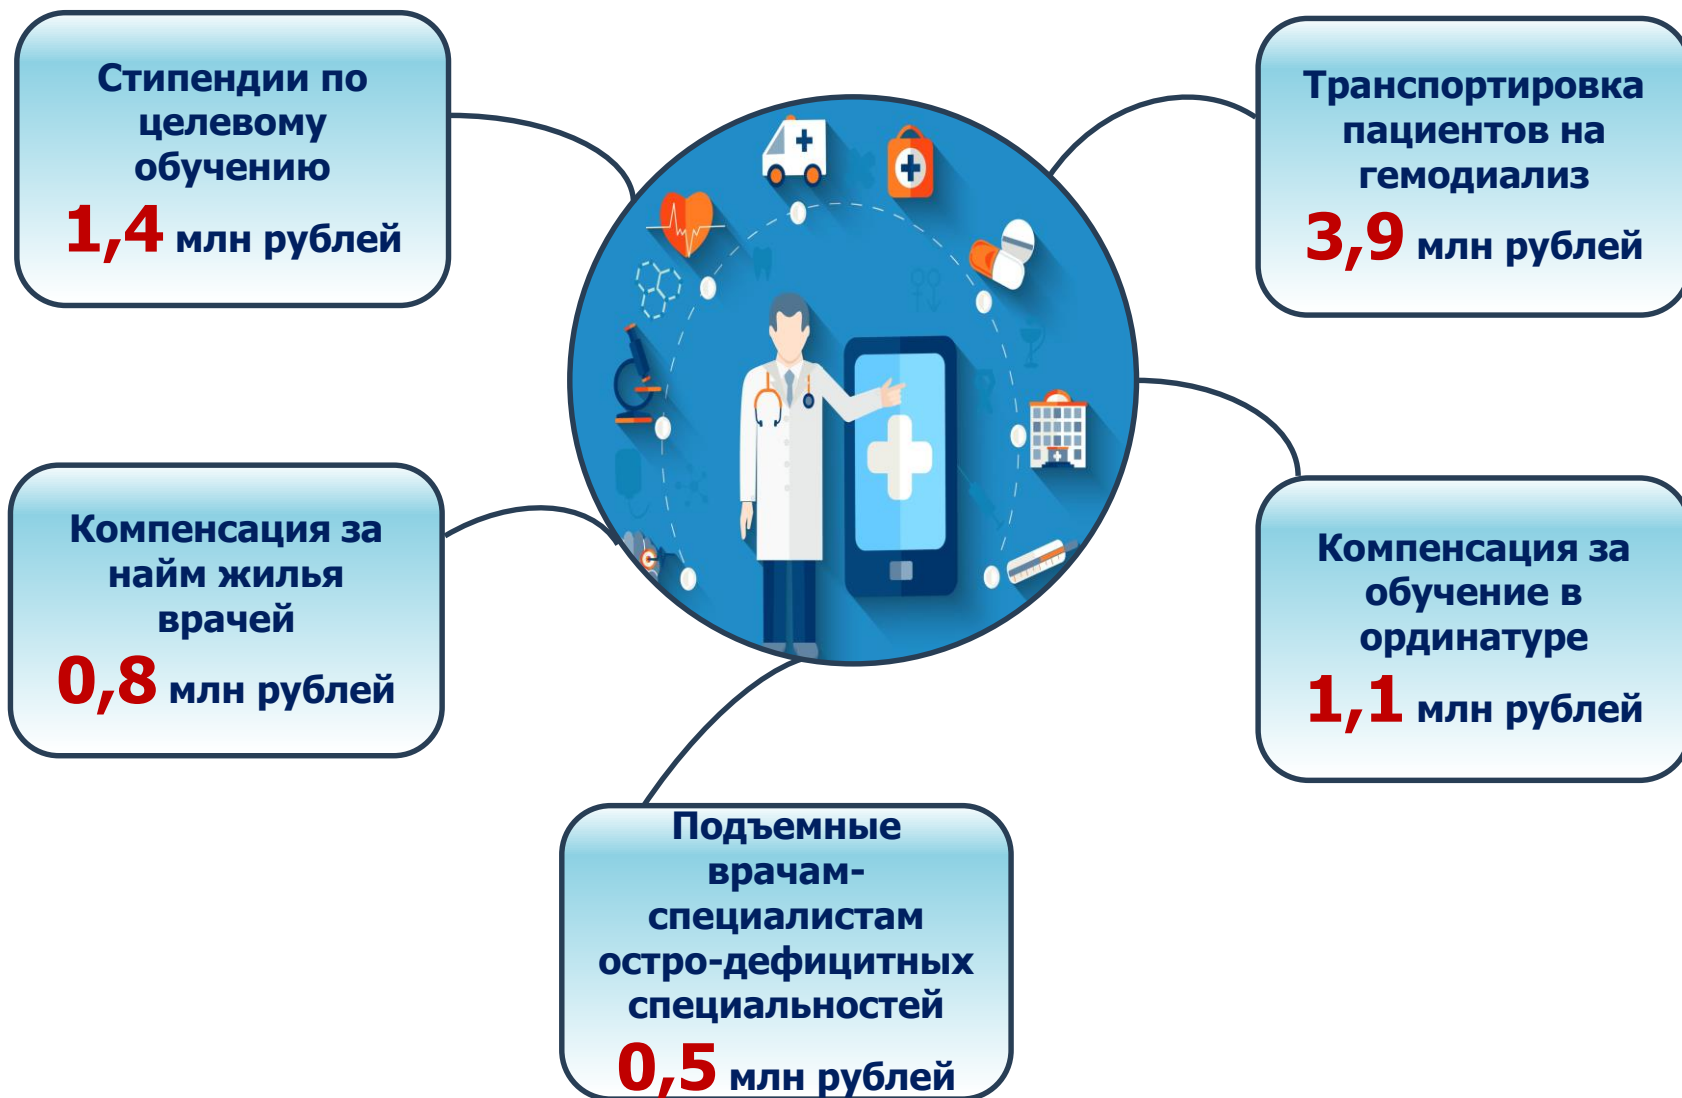 Стипендии по
целевому
обучению
1,4 млн рублей
Транспортировка
пациентов на
гемодиализ
3,9 млн рублей
Компенсация за
найм жилья
врачей
0,8 млн рублей
Компенсация за
обучение в
ординатуре
1,1 млн рублей
Подъемные
врачам-
специалистам
остро-дефицитных
специальностей
0,5 млн рублей